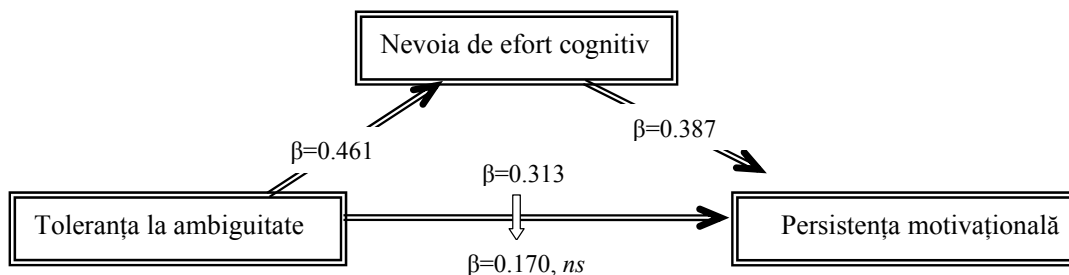 Nevoia de efort cognitiv
β=0.461
β=0.387
β=0.313
Toleranța la ambiguitate
Persistența motivațională
β=0.170, ns